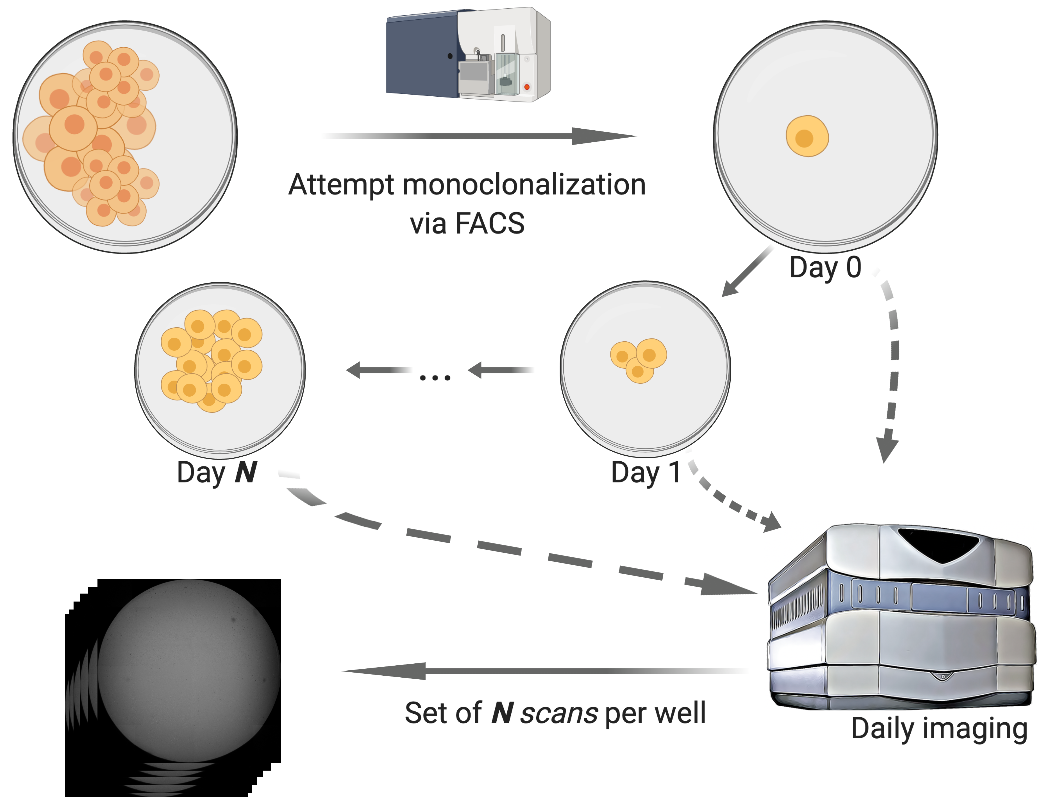 Attempt monoclonalization
via FACS
Day 0
...
Day N
Day 1
Set of N scans per well
Daily imaging